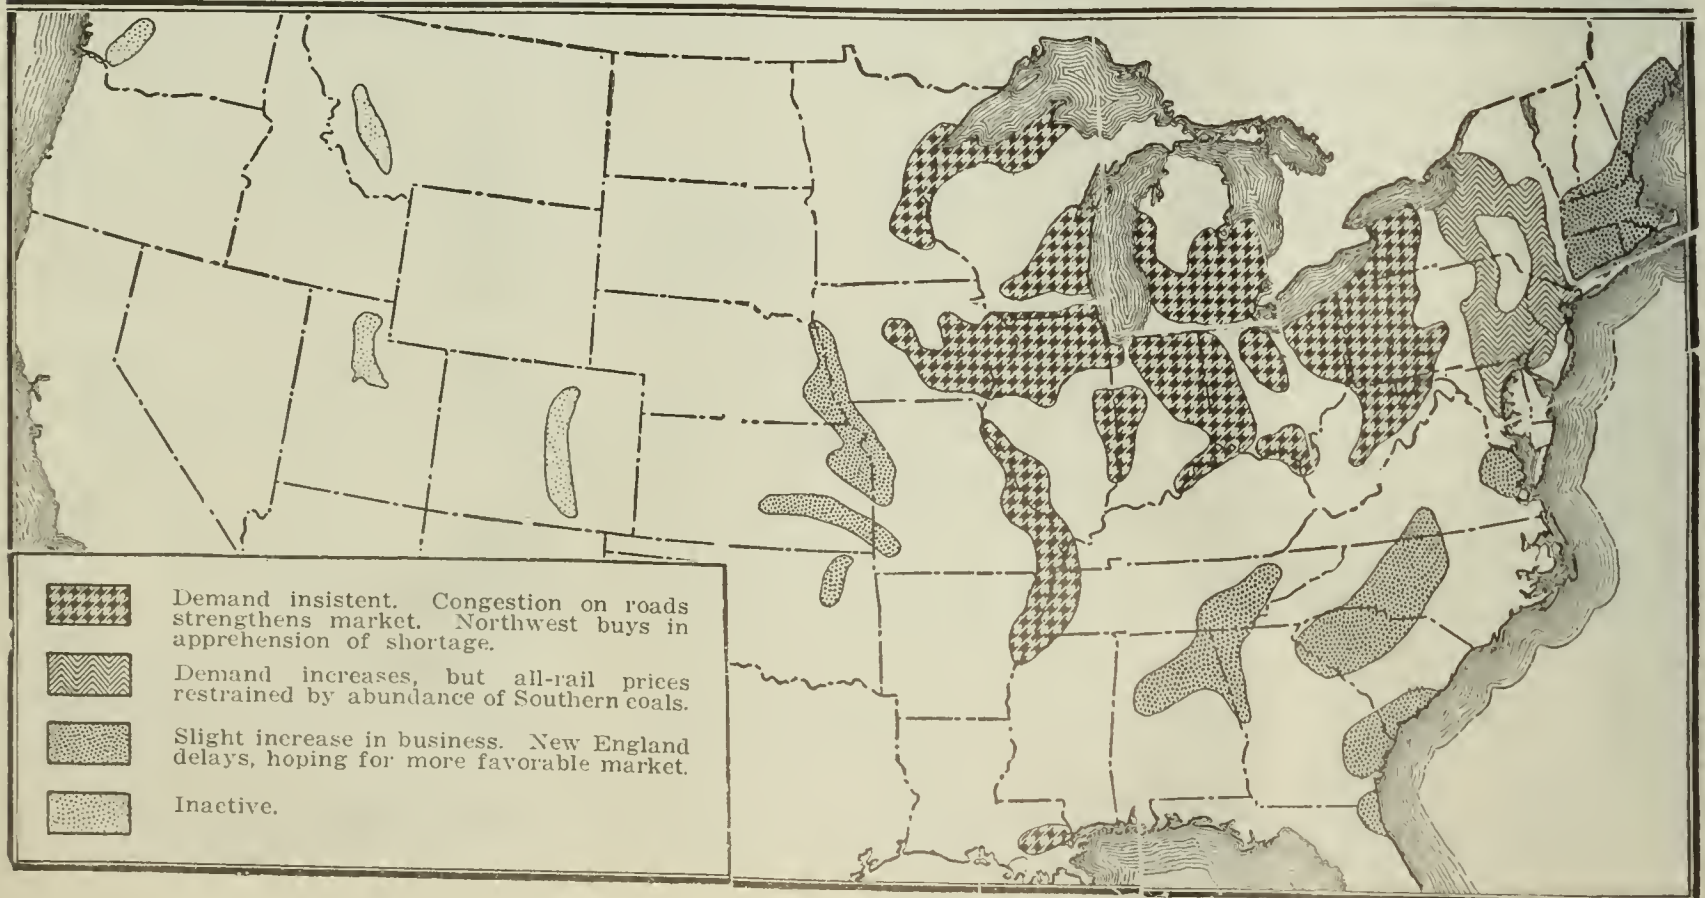 Demand insistent. Congestion on roads
strengthens market. Northwest buys in
apprehension of shortage.
Demand increases, but all-rail prices
restrained by abundance of Southern coals.
Slight increase in business. New England
delays, hoping for more favorable market.
Inactive.